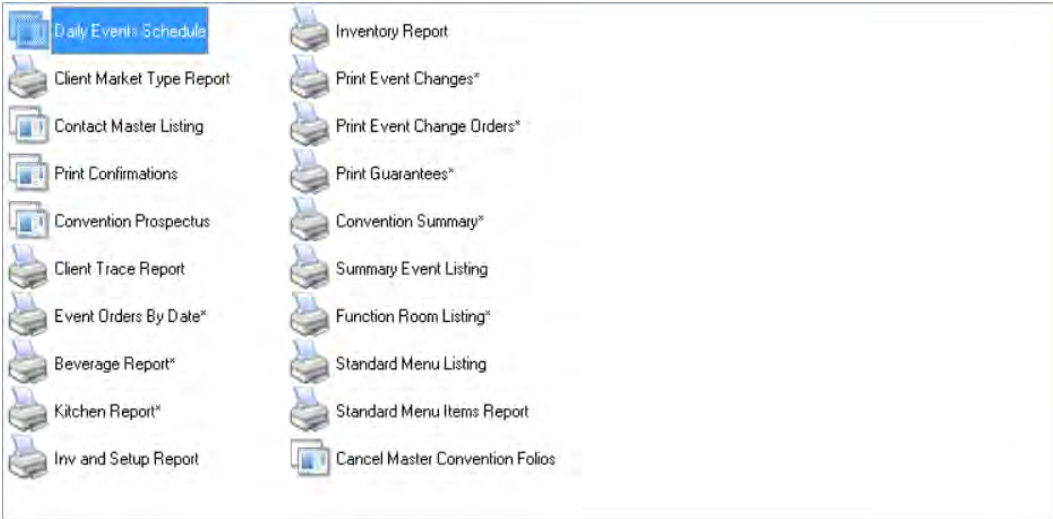 Daily Events Schedule
Client Market Type Report
Contact Master Listing
Print Confirmations
Convention Prospectus
Client Trace Report
Event Orders By Date*
Beverage Report*
Kitchen Report*
Inv and Setup Report
Inventory Report
Print Event Changes*
Print Event Change Orders*
Print Guarantees*
Convention Summary*
Summary Event Listing
Function Room Listing*
Standard Menu Listing
Standard Menu Items Report
Cancel Master Convention Folios